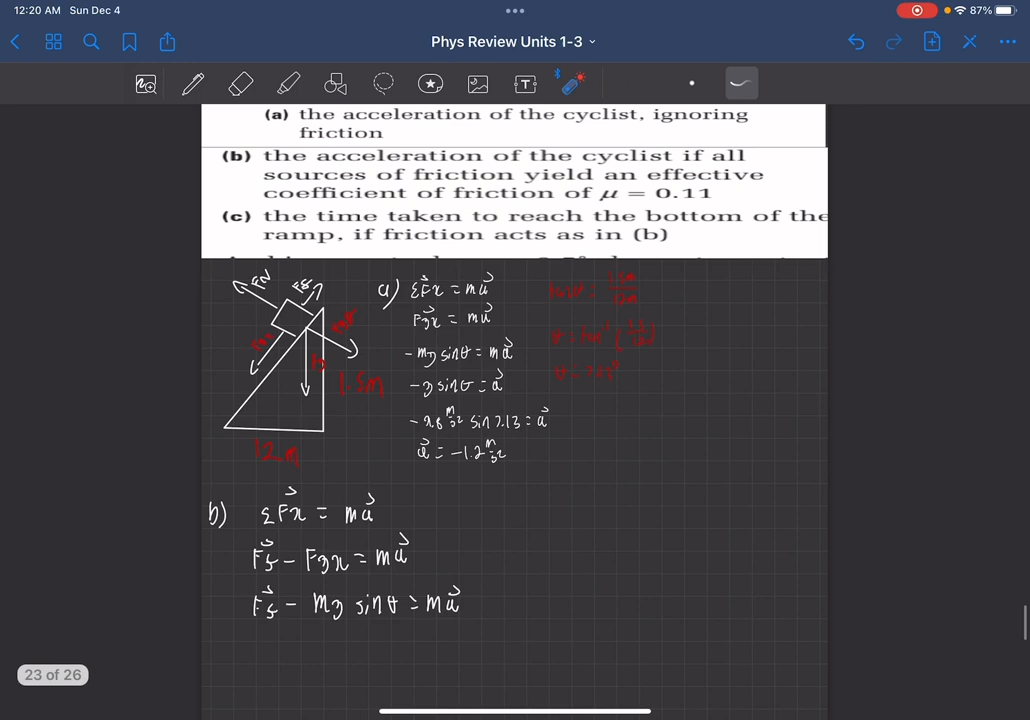 12:20 AM Sun Dec 4
87%
Phys Review Units 1-3
(a) the acceleration of the cyclist, ignoring
friction
(b) the acceleration of the cyclist if all
sources of friction yield an effective
coefficient of friction of μ = 0.11
(c) the time taken to reach the bottom of the
ramp, if friction acts as in (b)
FN
1.5m
12m
a) ΣFx = ma
Fgx = ma
-mg sinθ = ma
-g sinθ = a
-9.8 m/s2 sin 7.13 = a
a = -1.2 m/s2
b) ΣFx = ma
Ff - Fgx = ma
Ff - mg sinθ = ma
23 of 26